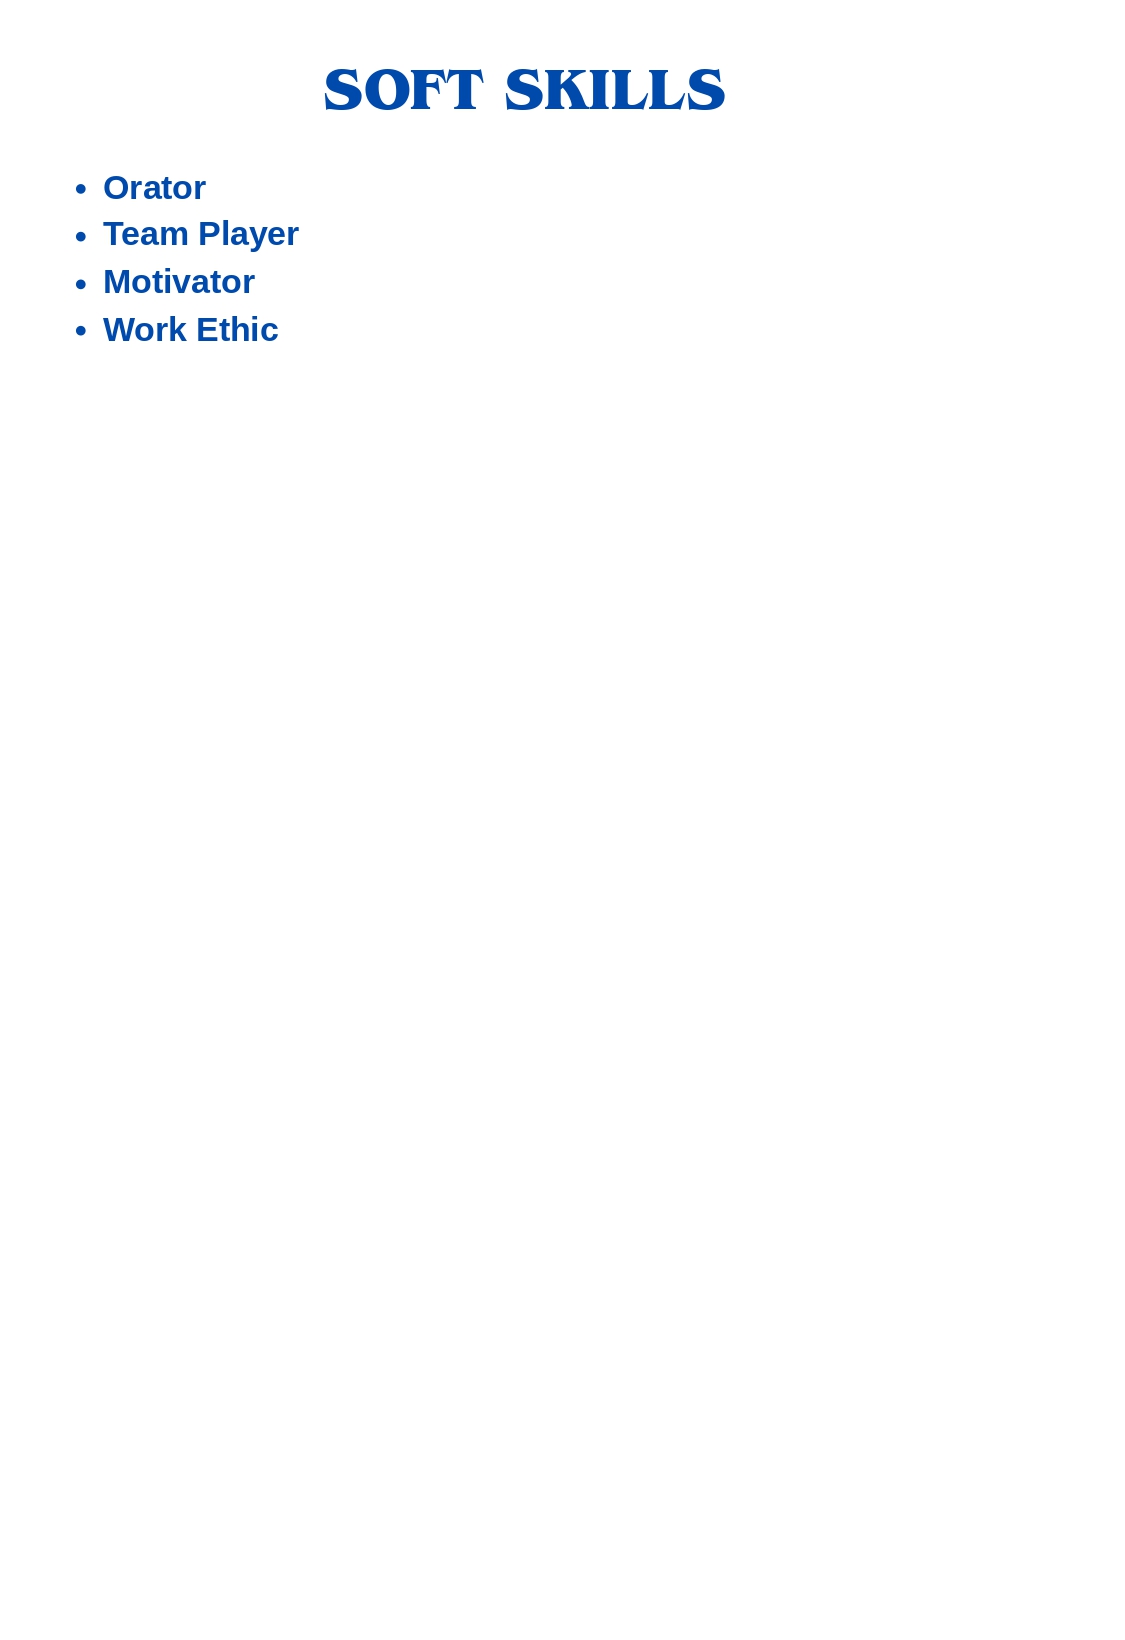 SOFT SKILLS
• Orator
• Team Player
• Motivator
• Work Ethic